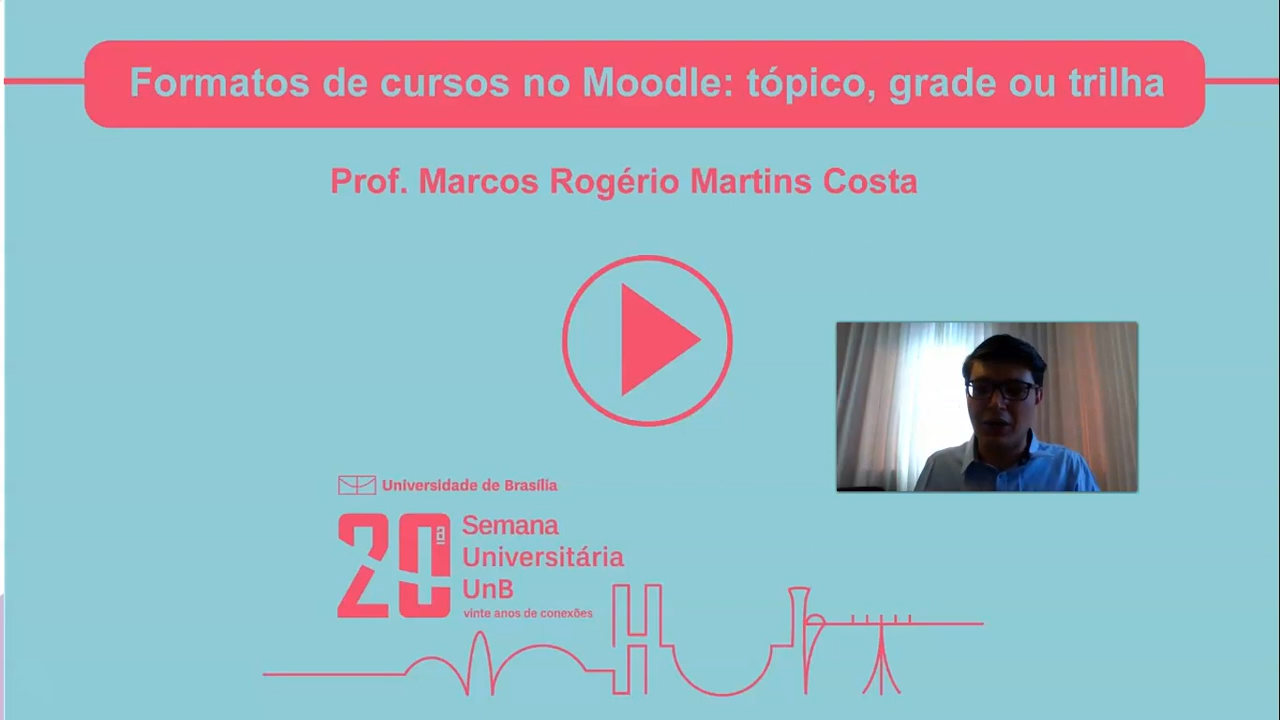 Formatos de cursos no Moodle: tópico, grade ou trilha
Prof. Marcos Rogério Martins Costa
Universidade de Brasília
20ª
Semana
Universitária
UnB
vinte anos de conexões